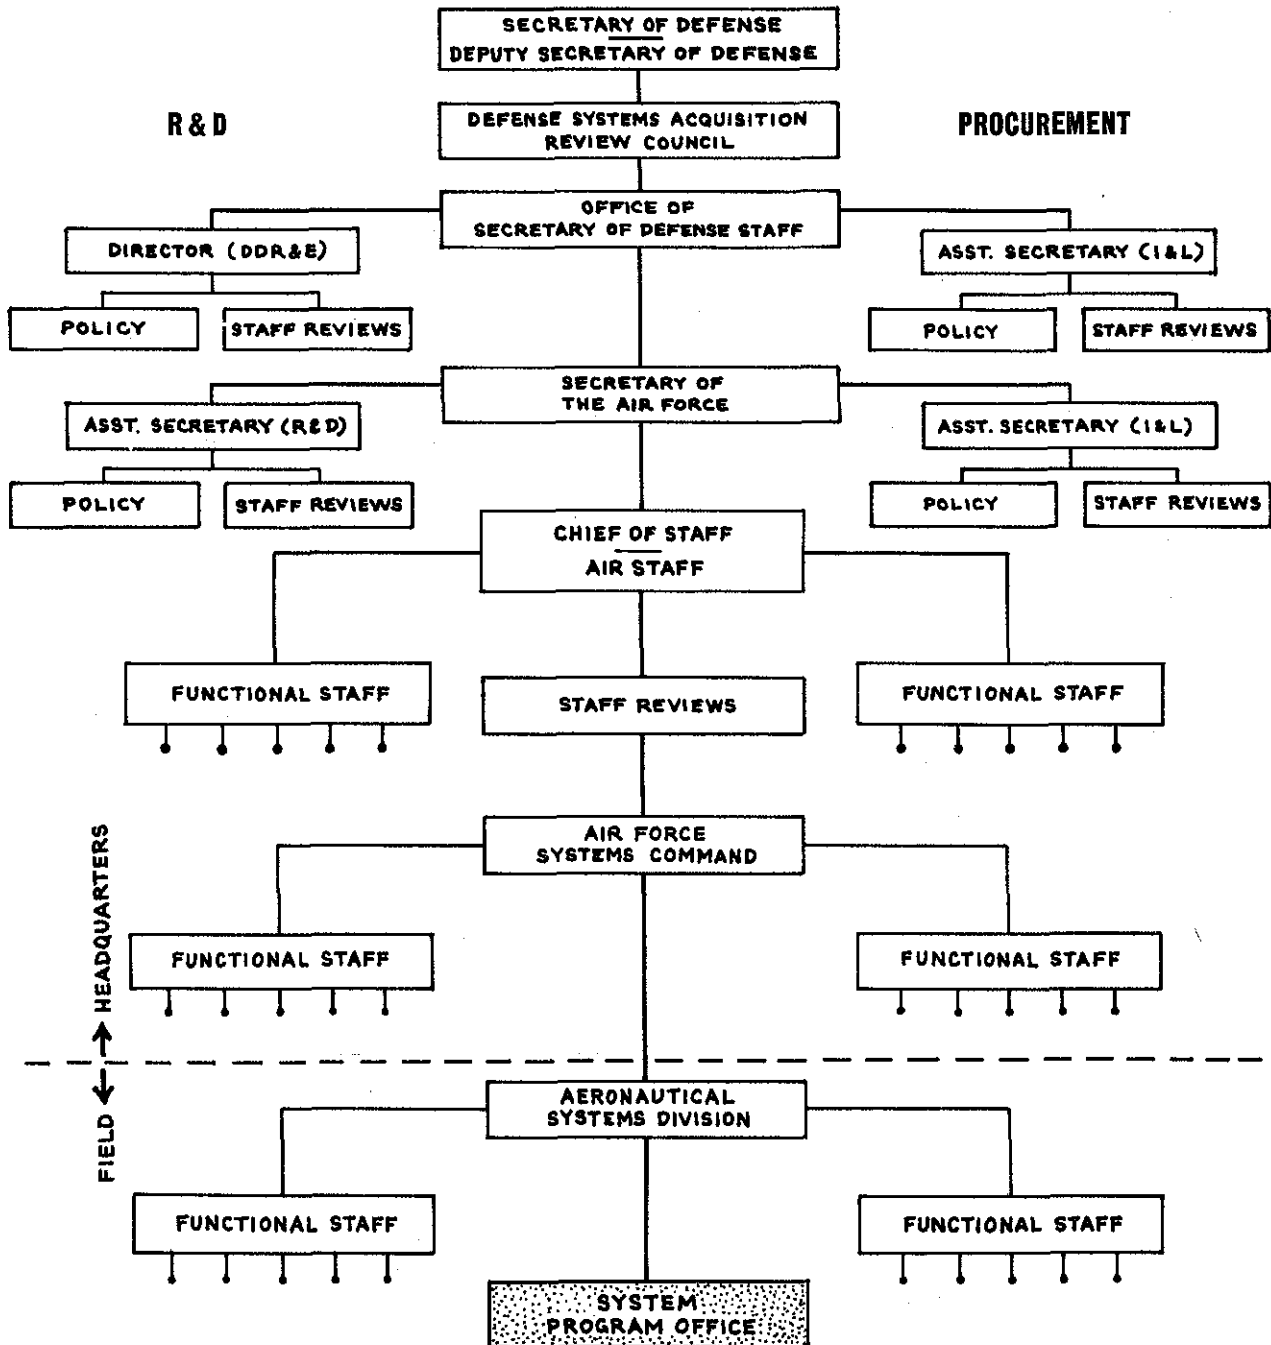 SECRETARY OF DEFENSE
DEPUTY SECRETARY OF DEFENSE
R & D
DEFENSE SYSTEMS ACQUISITION
REVIEW COUNCIL
PROCUREMENT
OFFICE OF
SECRETARY OF DEFENSE STAFF
DIRECTOR (DDR&E)
ASST. SECRETARY (I&L)
POLICY
STAFF REVIEWS
POLICY
STAFF REVIEWS
SECRETARY OF
THE AIR FORCE
ASST. SECRETARY (R&D)
ASST. SECRETARY (I&L)
POLICY
STAFF REVIEWS
POLICY
STAFF REVIEWS
CHIEF OF STAFF
AIR STAFF
FUNCTIONAL STAFF
STAFF REVIEWS
FUNCTIONAL STAFF
AIR FORCE
SYSTEMS COMMAND
HEADQUARTERS
FUNCTIONAL STAFF
FUNCTIONAL STAFF
FIELD
AERONAUTICAL
SYSTEMS DIVISION
FUNCTIONAL STAFF
FUNCTIONAL STAFF
SYSTEM
PROGRAM OFFICE